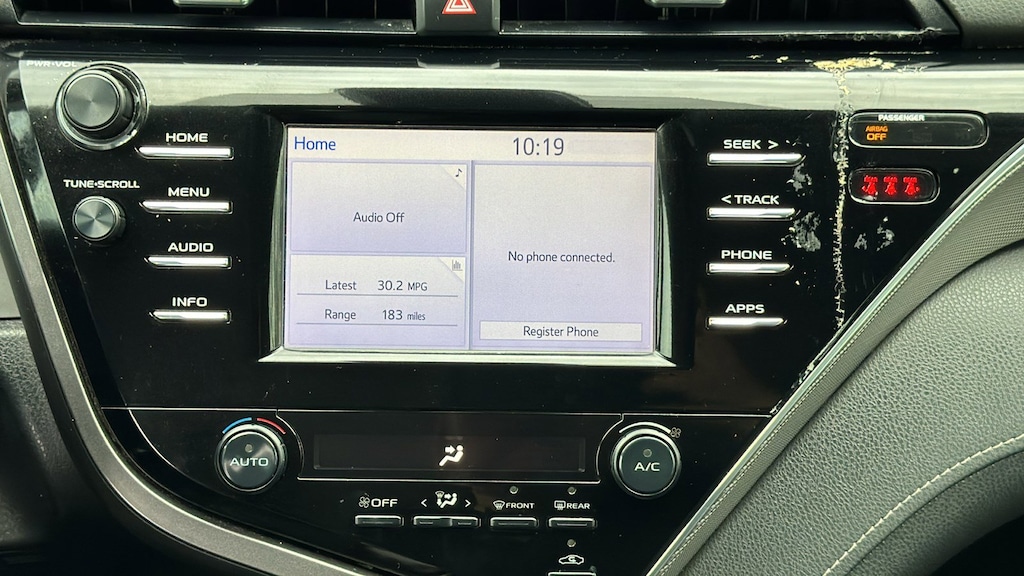 PWR•VOL
HOME
TUNE•SCROLL
MENU
AUDIO
INFO
Home
10:19
Audio Off
Latest 30.2 MPG
Range 183 miles
No phone connected.
Register Phone
SEEK >
< TRACK
PHONE
APPS
PASSENGER
AIRBAG
OFF
AUTO
A/C
OFF
< >
FRONT
REAR